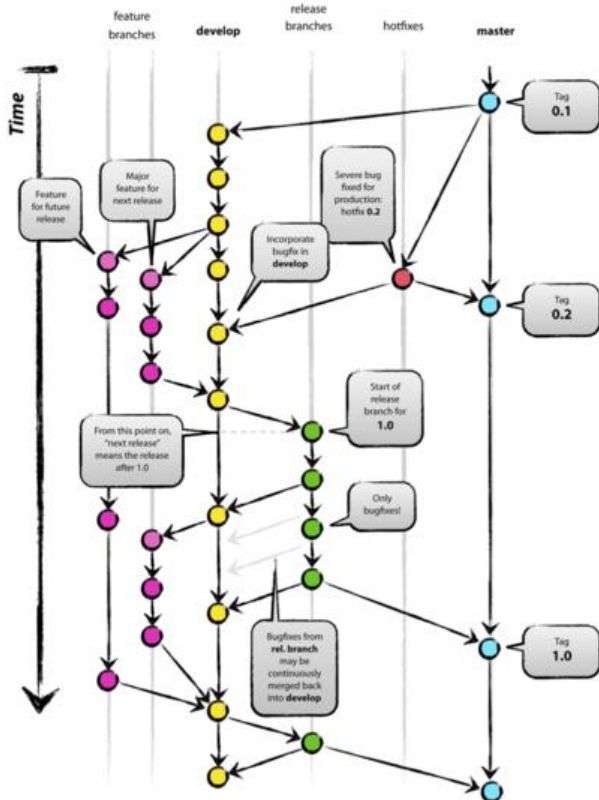 feature
branches
develop
release
branches
hotfixes
master
Time
Tag
0.1
Major
feature for
next release
Feature
for future
release
Severe bug
fixed for
production:
hotfix 0.2
Incorporate
bugfix in
develop
Tag
0.2
Start of
release
branch for
1.0
From this point on,
"next release"
means the release
after 1.0
Only
bugfixes!
Bugfixes from
rel. branch
may be
continuously
merged back
into develop
Tag
1.0